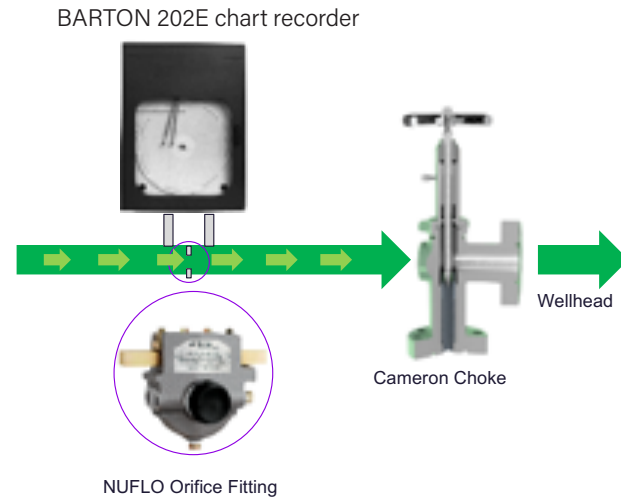 BARTON 202E chart recorder
Wellhead
Cameron Choke
NUFLO Orifice Fitting